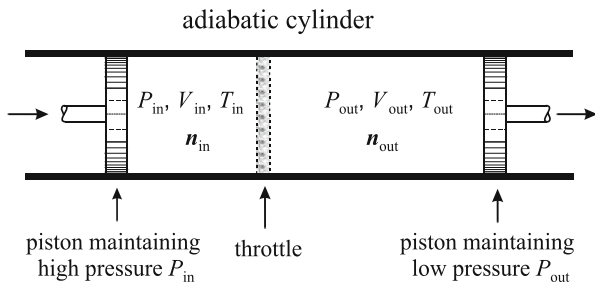 adiabatic cylinder
P_in, V_in, T_in
n_in
P_out, V_out, T_out
n_out
piston maintaining
high pressure P_in
throttle
piston maintaining
low pressure P_out